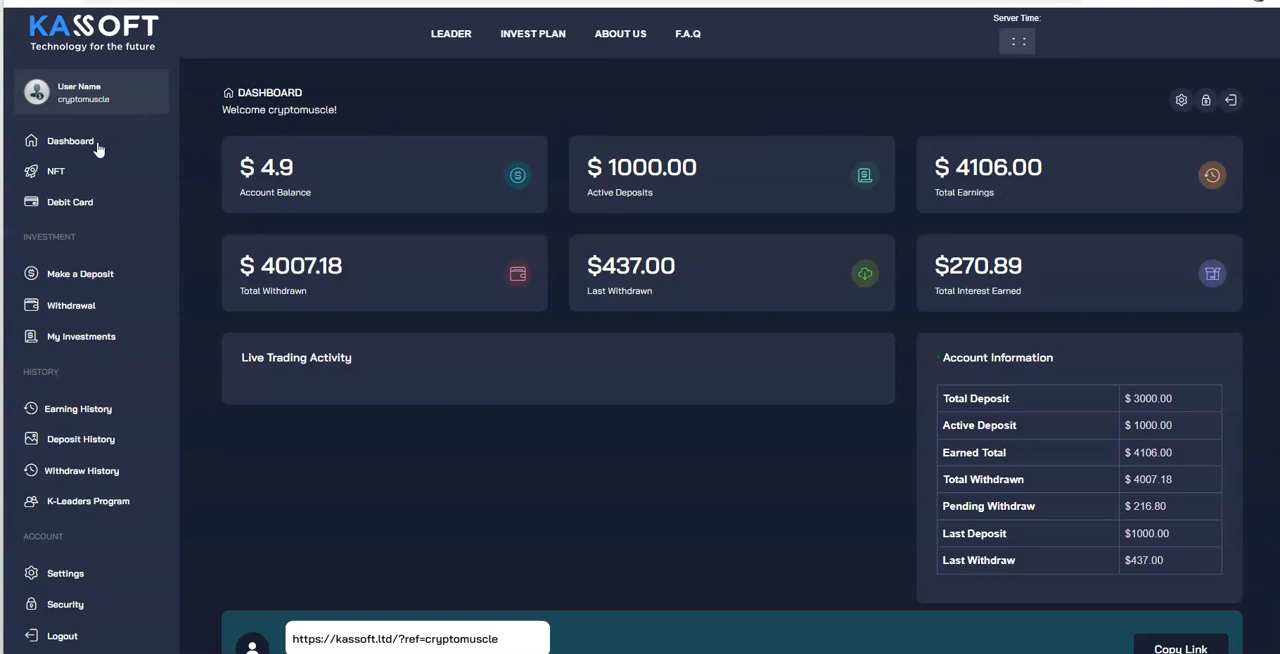 KASSOFT
Technology for the future
LEADER
INVEST PLAN
ABOUT US
F.A.Q
Server Time:
: :
User Name
cryptomuscle
Dashboard
NFT
Debit Card
INVESTMENT
Make a Deposit
Withdrawal
My Investments
HISTORY
Earning History
Deposit History
Withdraw History
K-Leaders Program
ACCOUNT
Settings
Security
Logout
DASHBOARD
Welcome cryptomuscle!
$ 4.9
Account Balance
$ 1000.00
Active Deposits
$ 4106.00
Total Earnings
$ 4007.18
Total Withdrawn
$437.00
Last Withdrawn
$270.89
Total Interest Earned
Live Trading Activity
Account Information
Total Deposit $ 3000.00
Active Deposit $ 1000.00
Earned Total $ 4106.00
Total Withdrawn $ 4007.18
Pending Withdraw $ 216.80
Last Deposit $1000.00
Last Withdraw $437.00
https://kassoft.ltd/?ref=cryptomuscle
Copy Link